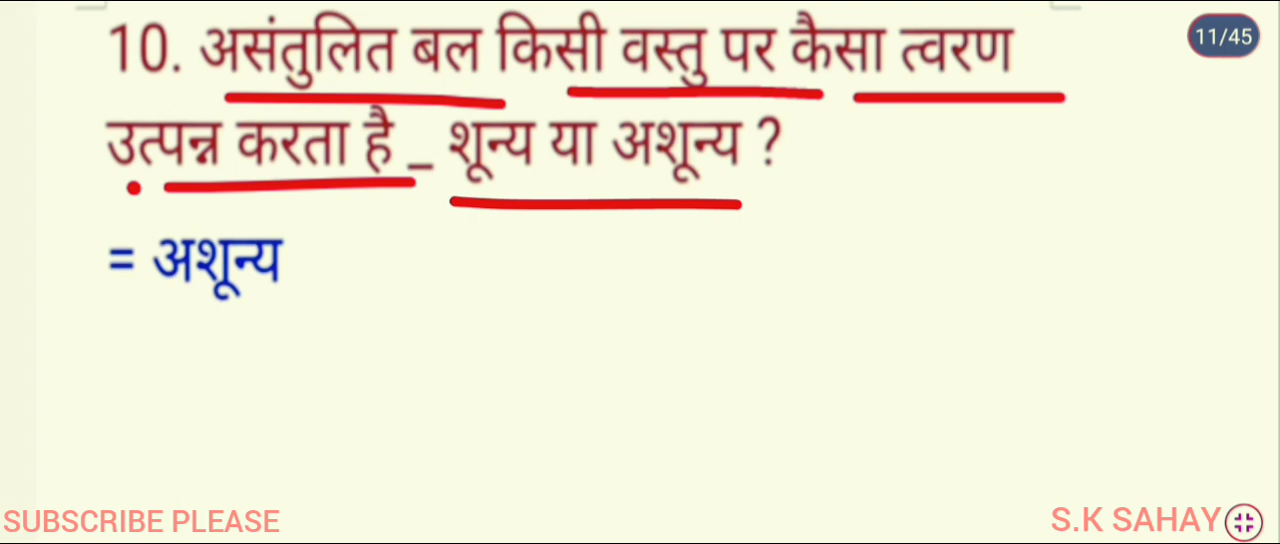 10. असंतुलित बल किसी वस्तु पर कैसा त्वरण
11/45
उत्पन्न करता है _ शून्य या अशून्य ?
= अशून्य
SUBSCRIBE PLEASE
S.K SAHAY